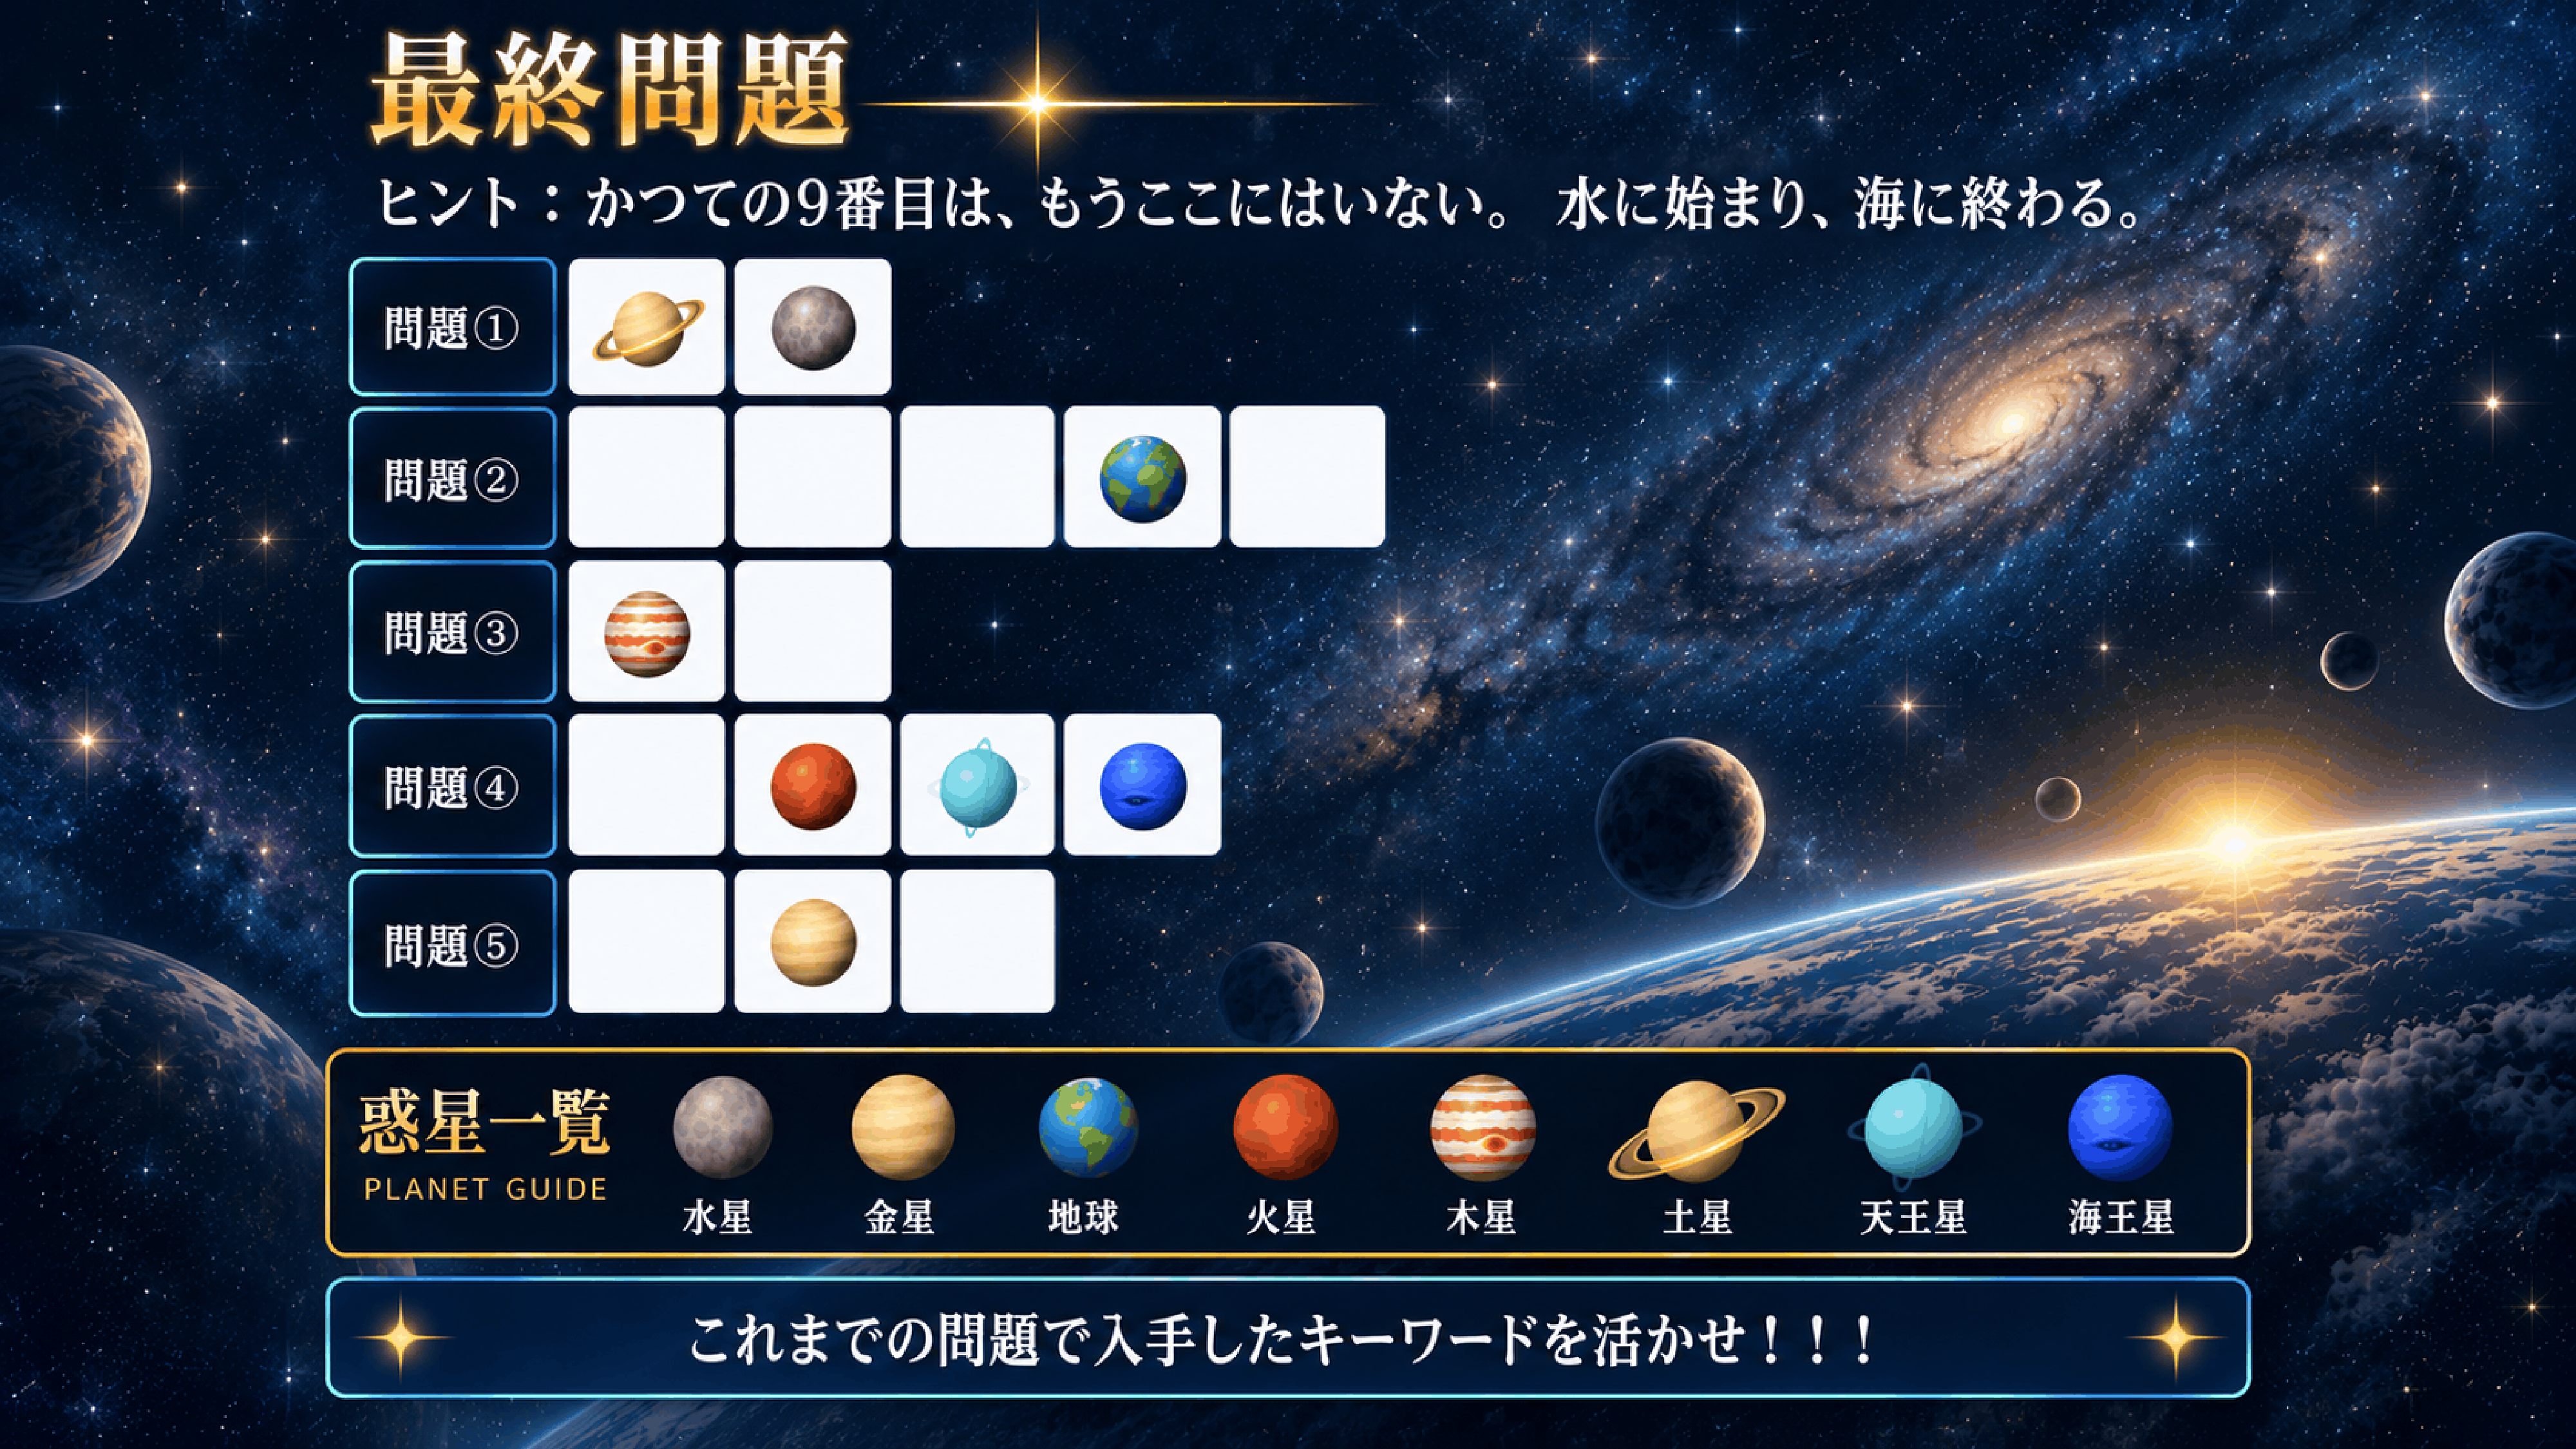 最終問題
ヒント：かつての9番目は、もうここにはいない。 水に始まり、海に終わる。
問題①
問題②
問題③
問題④
問題⑤
惑星一覧
PLANET GUIDE
水星
金星
地球
火星
木星
土星
天王星
海王星
これまでの問題で入手したキーワードを活かせ！！！